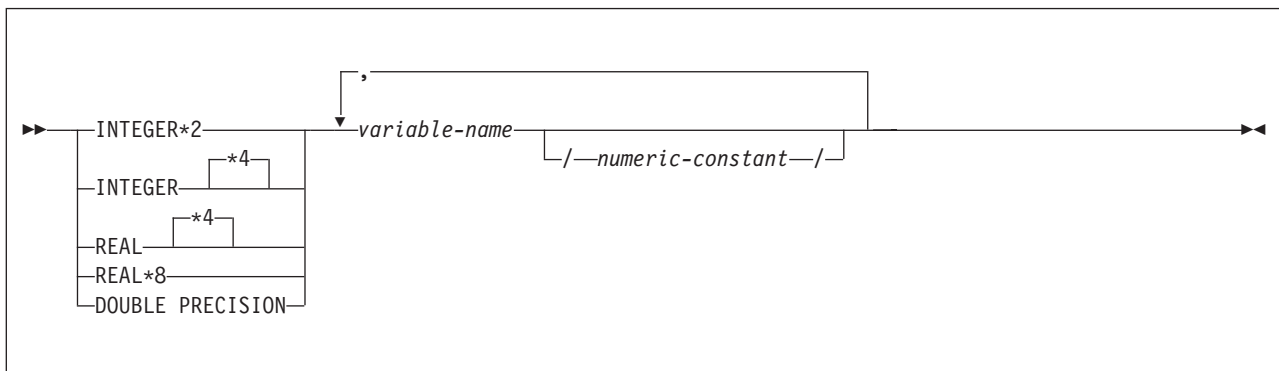 ,
INTEGER*2 variable-name
/ numeric-constant /
*4
INTEGER
*4
REAL
REAL*8
DOUBLE PRECISION